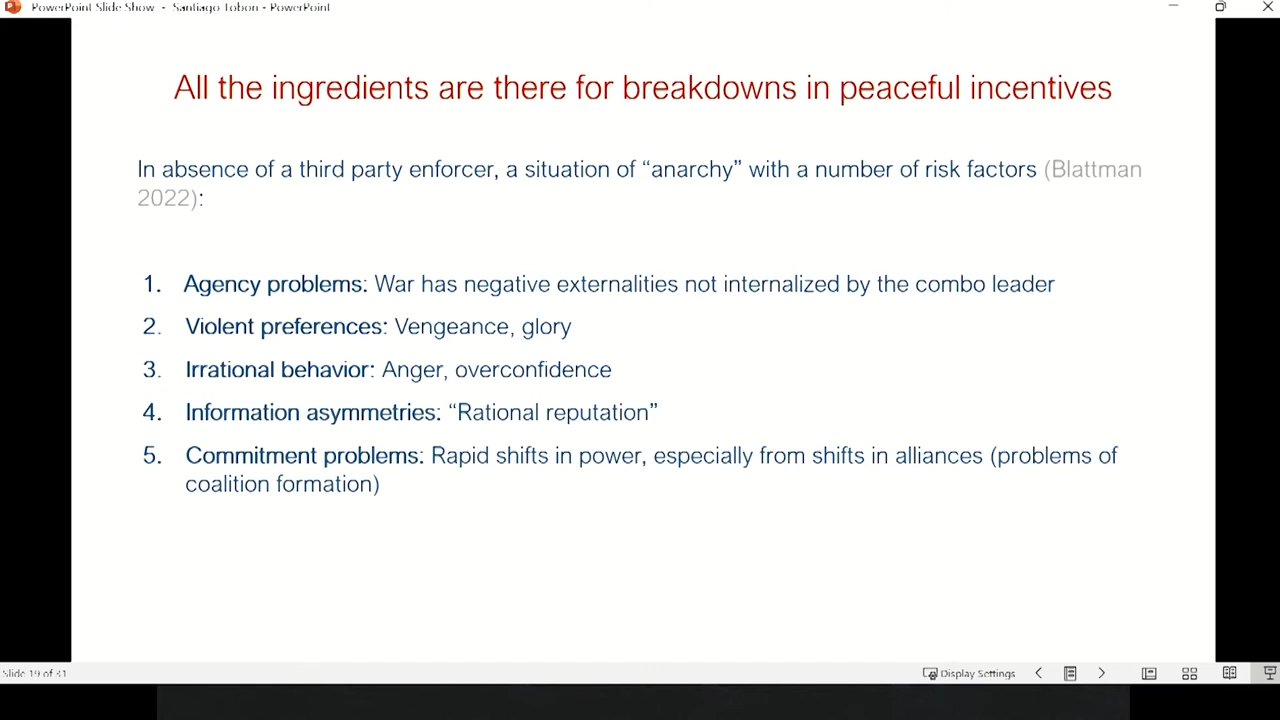 PowerPoint Slide Show - Santiago Tobon - PowerPoint
All the ingredients are there for breakdowns in peaceful incentives
In absence of a third party enforcer, a situation of “anarchy” with a number of risk factors (Blattman
2022):
1. Agency problems: War has negative externalities not internalized by the combo leader
2. Violent preferences: Vengeance, glory
3. Irrational behavior: Anger, overconfidence
4. Information asymmetries: “Rational reputation”
5. Commitment problems: Rapid shifts in power, especially from shifts in alliances (problems of
coalition formation)
Slide 19 of 31
Display Settings